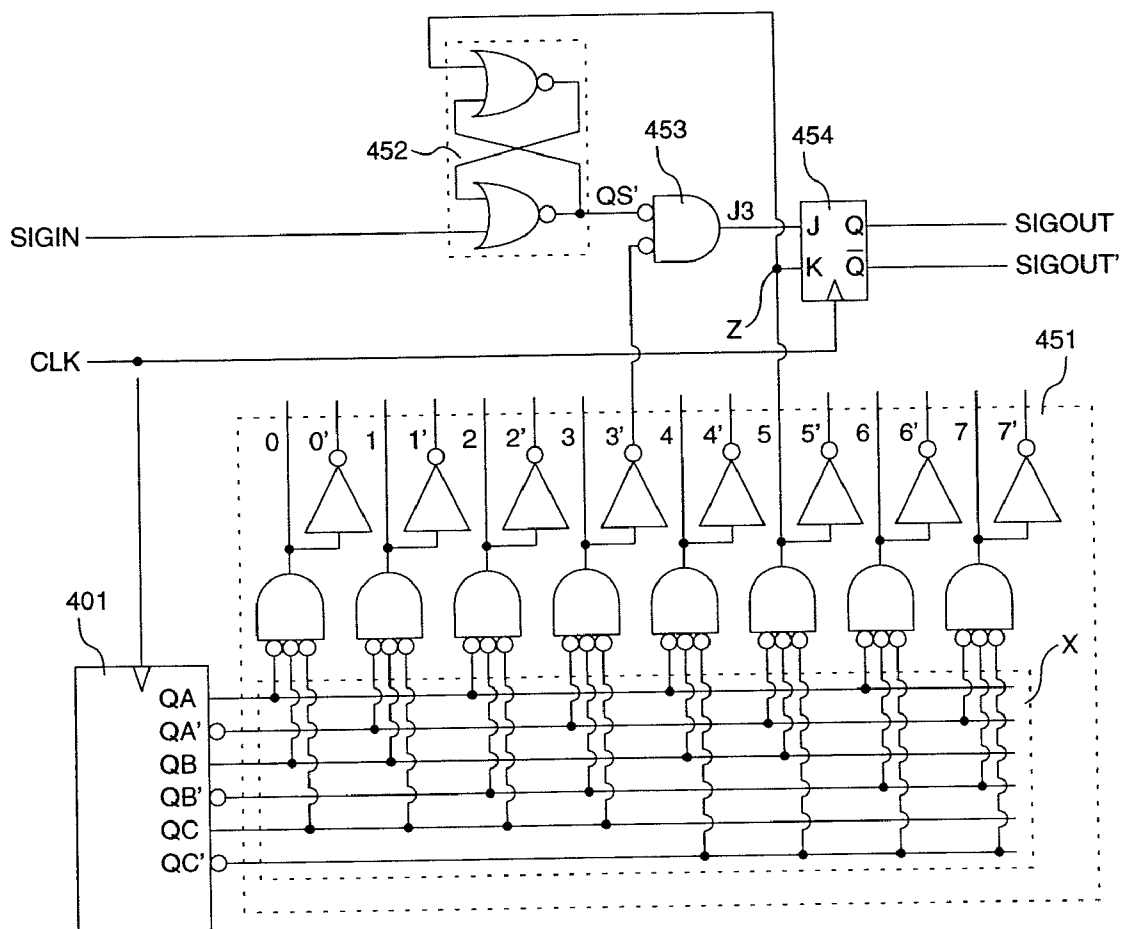 453
454
452
QS'
J3
J Q
SIGOUT
SIGIN
K Q̅
SIGOUT'
Z
CLK
451
0 0' 1 1' 2 2' 3 3' 4 4' 5 5' 6 6' 7 7'
401
X
QA
QA'
QB
QB'
QC
QC'